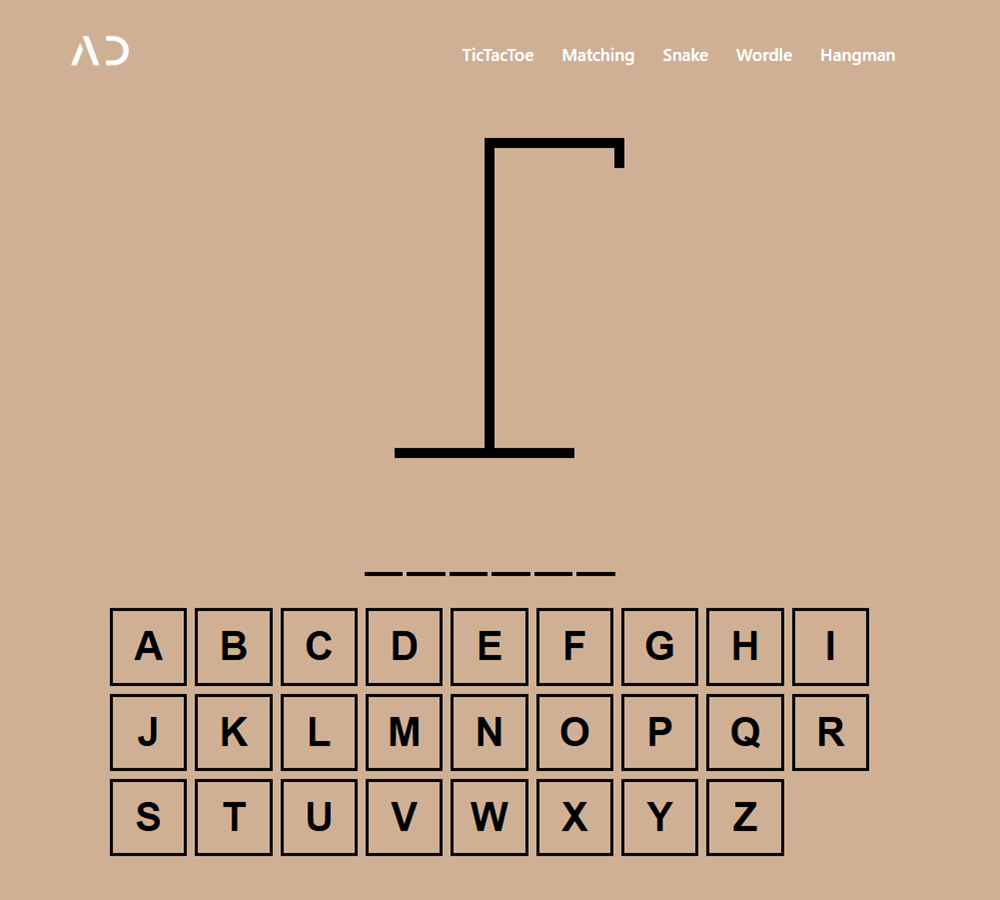 AD
TicTacToe Matching Snake Wordle Hangman
A B C D E F G H I
J K L M N O P Q R
S T U V W X Y Z